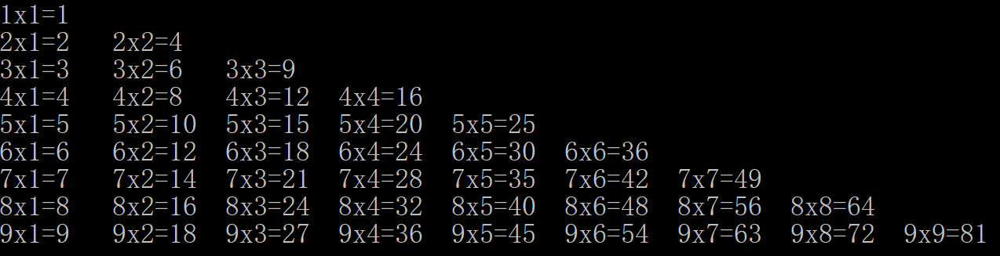 1x1=1
2x1=2 2x2=4
3x1=3 3x2=6 3x3=9
4x1=4 4x2=8 4x3=12 4x4=16
5x1=5 5x2=10 5x3=15 5x4=20 5x5=25
6x1=6 6x2=12 6x3=18 6x4=24 6x5=30 6x6=36
7x1=7 7x2=14 7x3=21 7x4=28 7x5=35 7x6=42 7x7=49
8x1=8 8x2=16 8x3=24 8x4=32 8x5=40 8x6=48 8x7=56 8x8=64
9x1=9 9x2=18 9x3=27 9x4=36 9x5=45 9x6=54 9x7=63 9x8=72 9x9=81